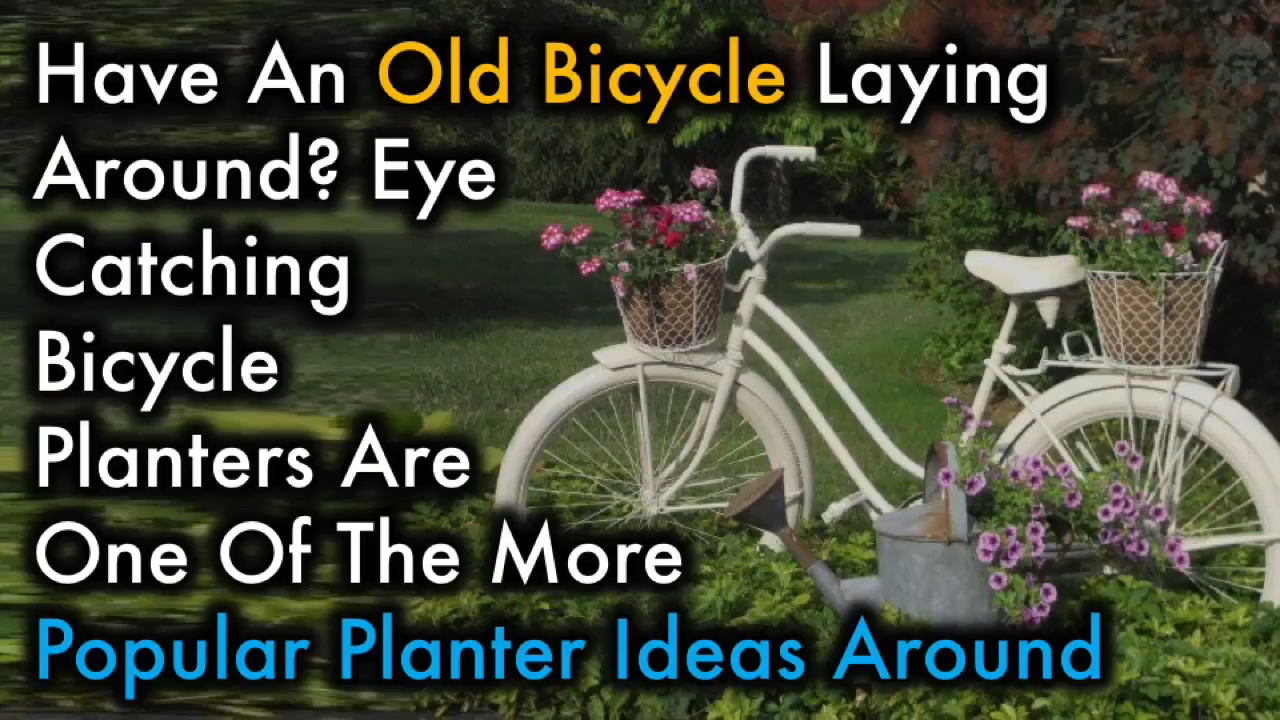 Have An Old Bicycle Laying
Around? Eye
Catching
Bicycle
Planters Are
One Of The More
Popular Planter Ideas Around